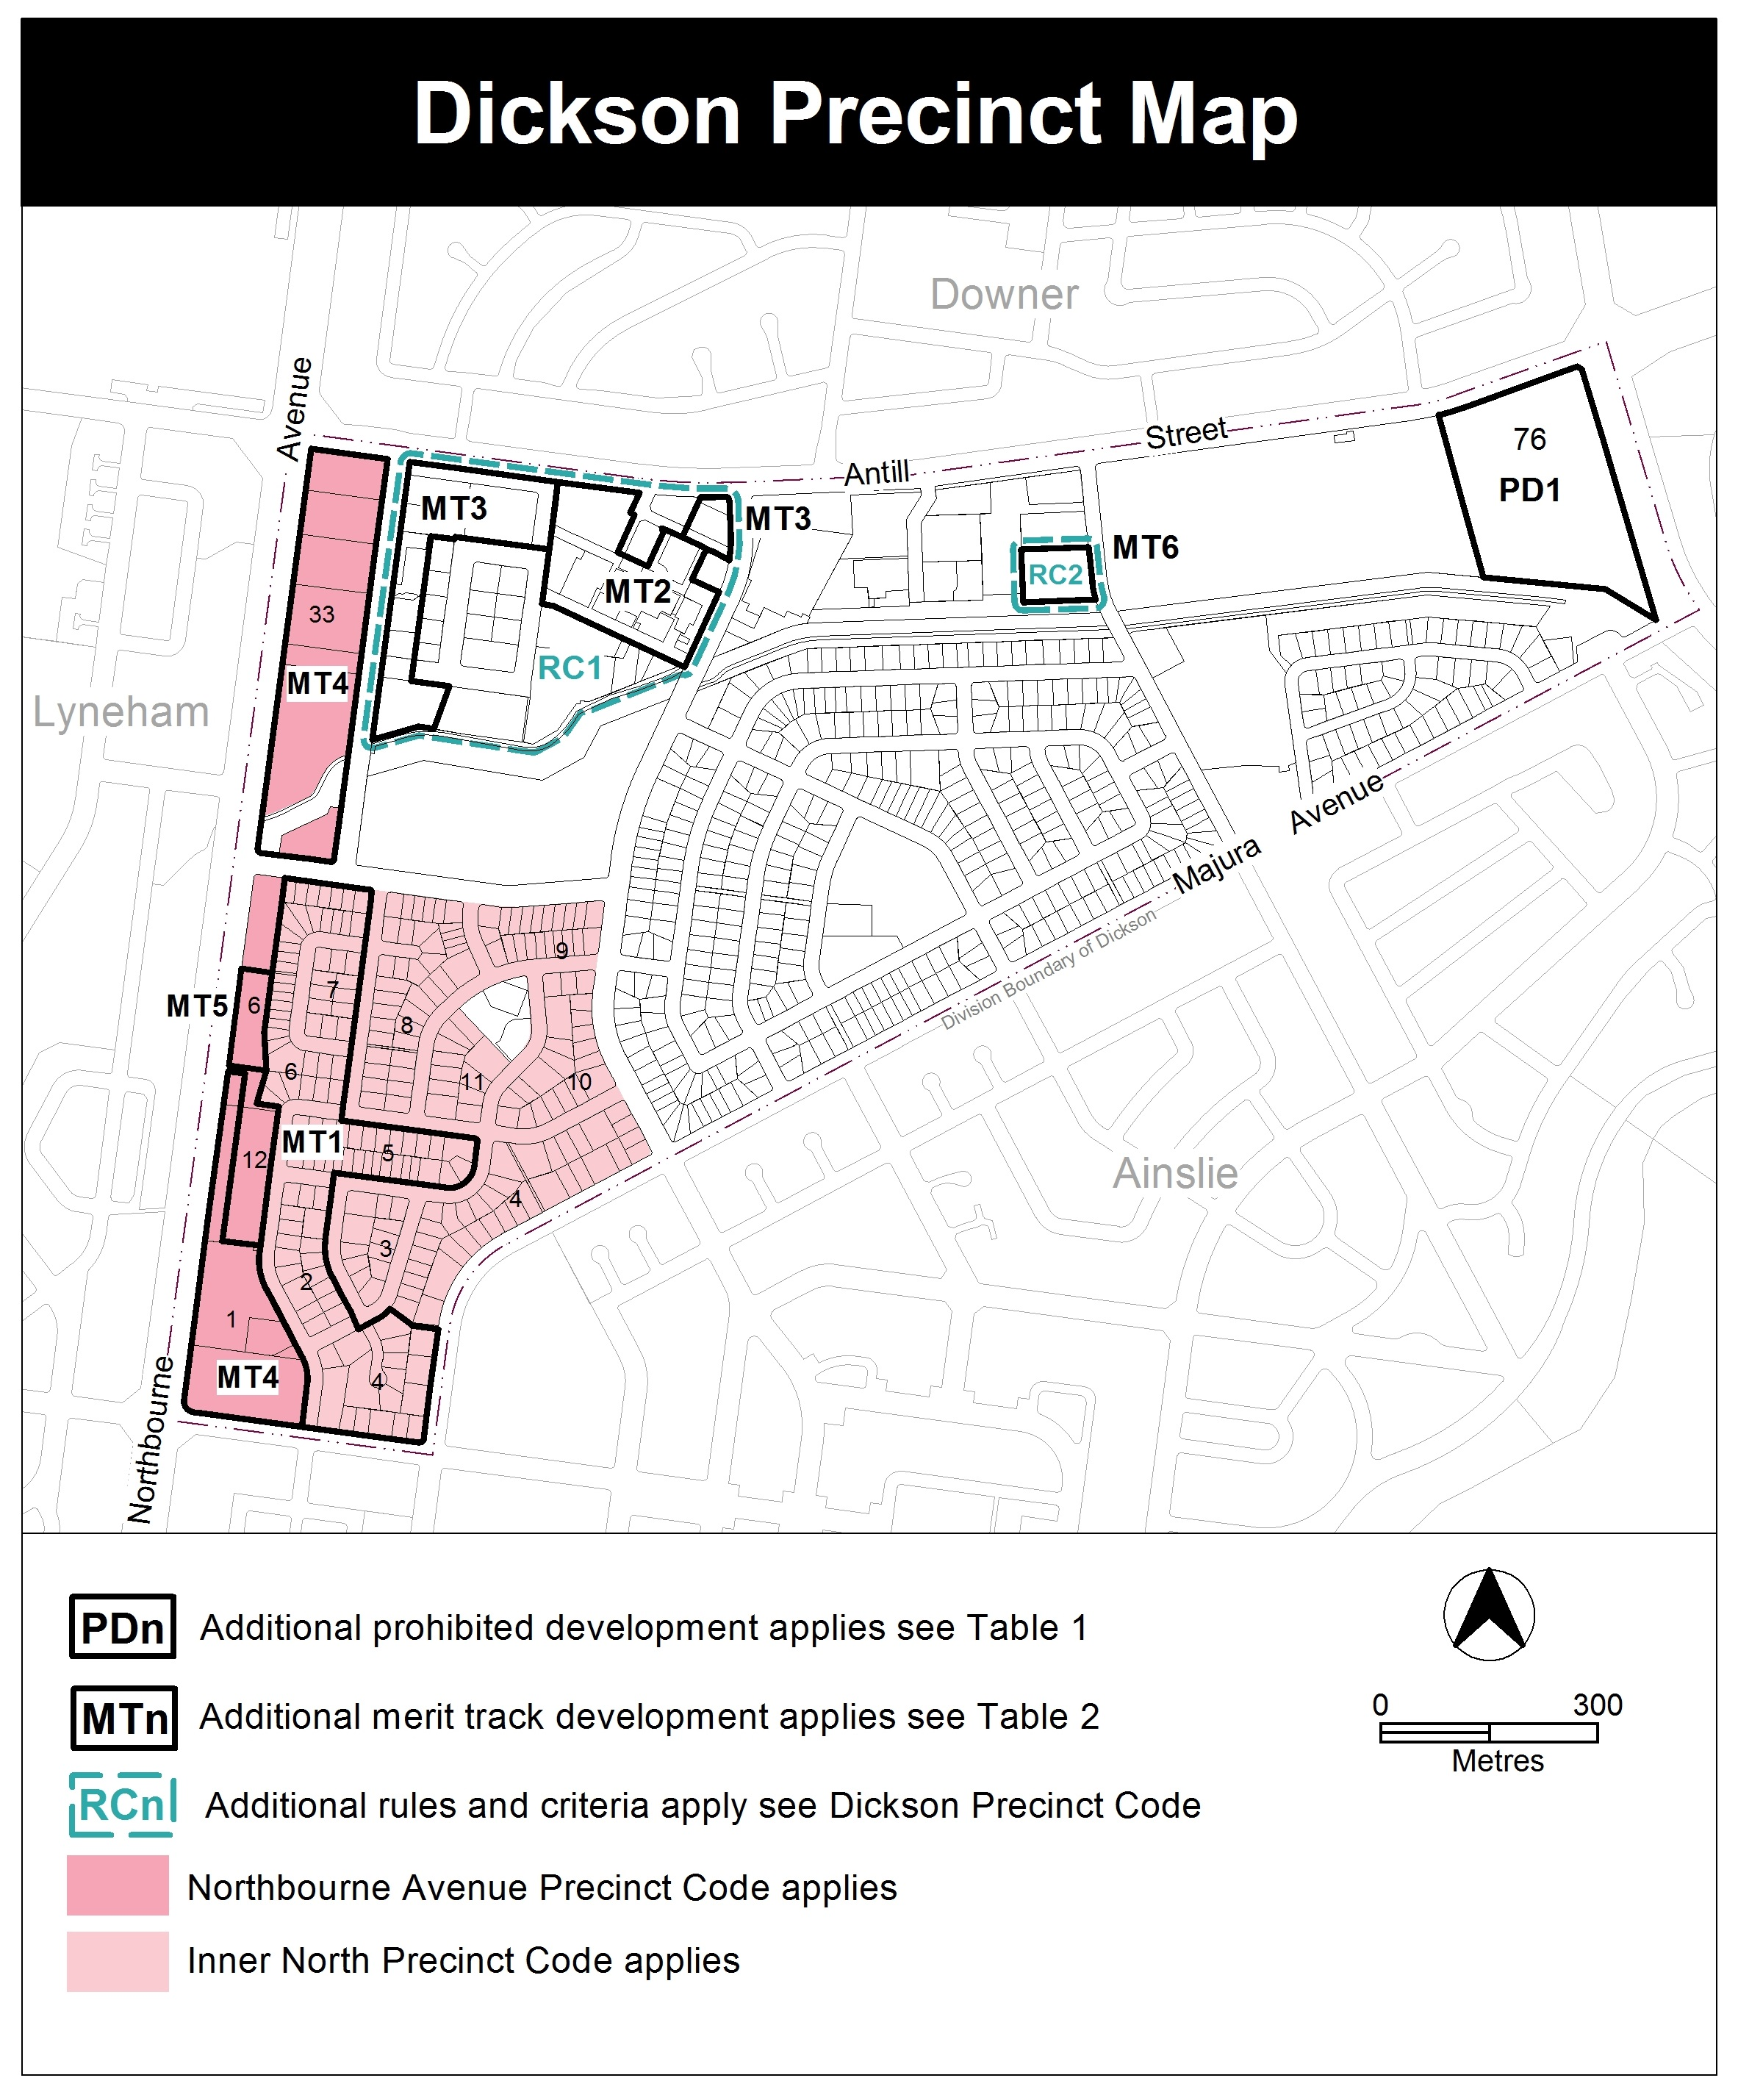 Dickson Precinct Map
Downer
Avenue
Street
Antill
76
PD1
MT3
MT3
MT6
MT2
RC2
33
RC1
MT4
Lyneham
Avenue
Majura
Division Boundary of Dickson
9
7
MT5
6
8
6
11
10
MT1
5
12
Ainslie
4
3
2
1
MT4
4
Northbourne
PDn Additional prohibited development applies see Table 1
MTn Additional merit track development applies see Table 2
0 300
Metres
RCn Additional rules and criteria apply see Dickson Precinct Code
Northbourne Avenue Precinct Code applies
Inner North Precinct Code applies